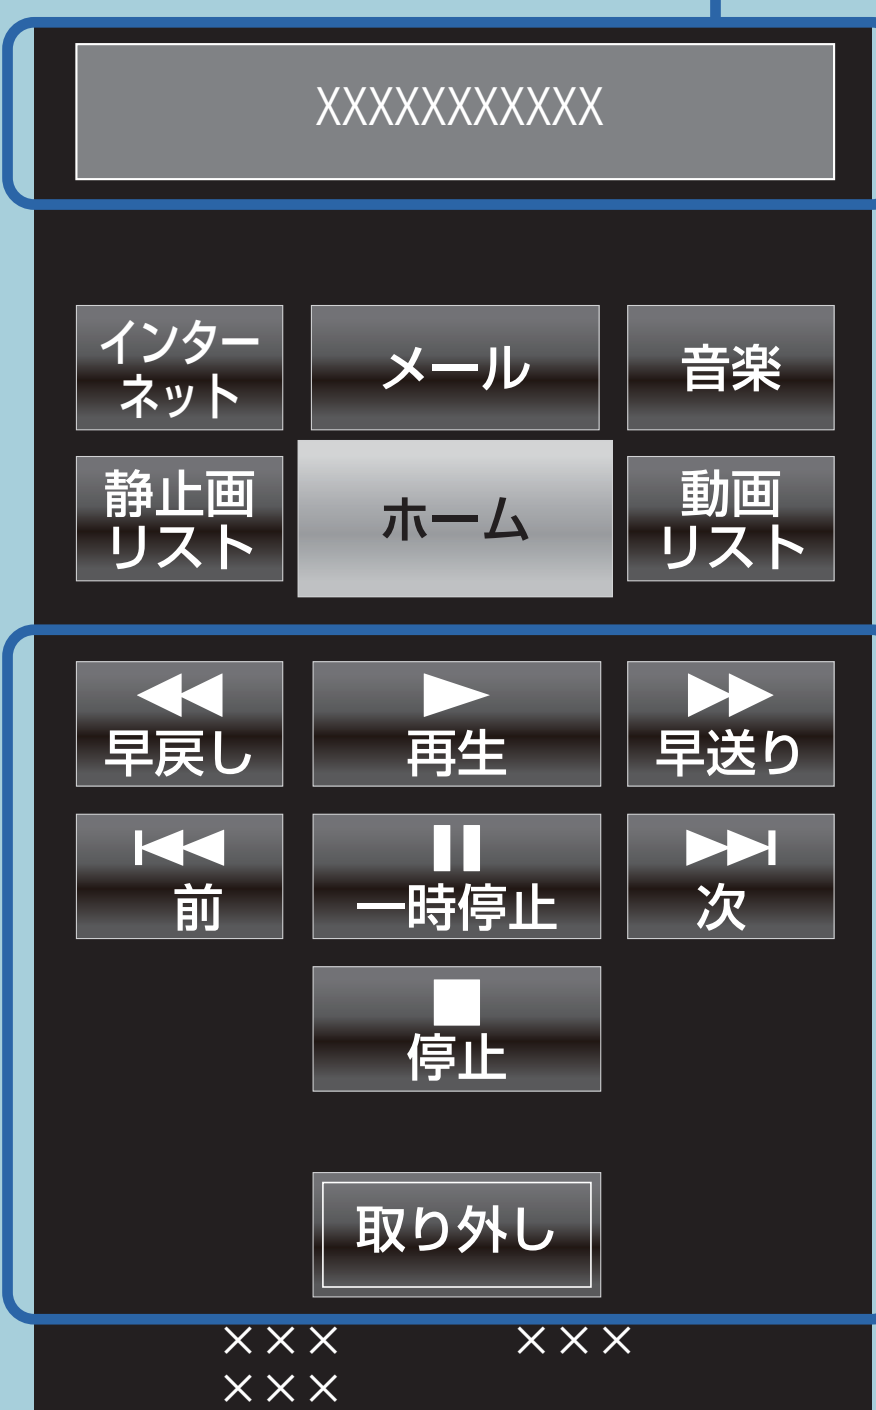 XXXXXXXXXXX
インター
ネット
メール
音楽
静止画
リスト
ホーム
動画
リスト
早戻し
再生
早送り
前
一時停止
次
停止
取り外し
××× ×××
×××